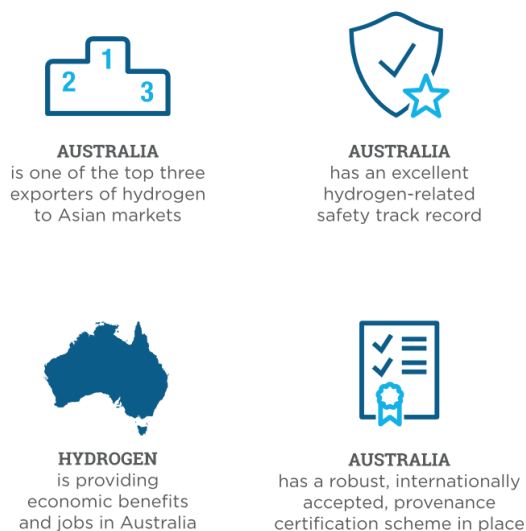 1
2
3
AUSTRALIA
is one of the top three
exporters of hydrogen
to Asian markets
AUSTRALIA
has an excellent
hydrogen-related
safety track record
HYDROGEN
is providing
economic benefits
and jobs in Australia
AUSTRALIA
has a robust, internationally
accepted, provenance
certification scheme in place